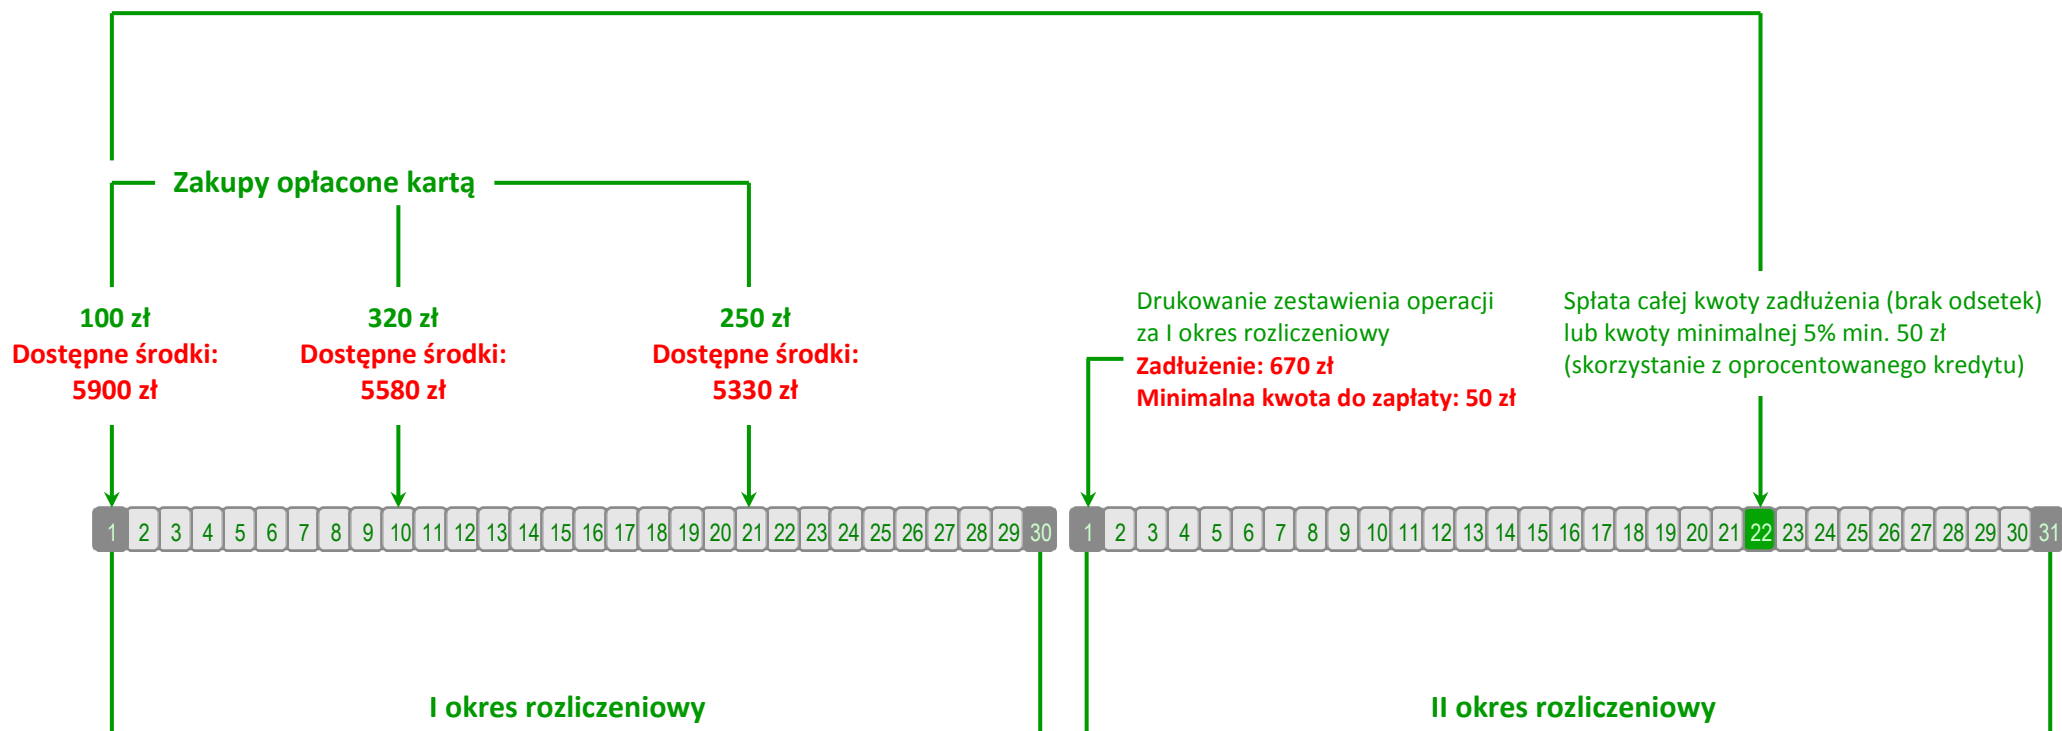 Zakupy opłacone kartą
100 zł
Dostępne środki:
5900 zł
320 zł
Dostępne środki:
5580 zł
250 zł
Dostępne środki:
5330 zł
Drukowanie zestawienia operacji
za I okres rozliczeniowy
Zadłużenie: 670 zł
Minimalna kwota do zapłaty: 50 zł
Spłata całej kwoty zadłużenia (brak odsetek)
lub kwoty minimalnej 5% min. 50 zł
(skorzystanie z oprocentowanego kredytu)
1 2 3 4 5 6 7 8 9 10 11 12 13 14 15 16 17 18 19 20 21 22 23 24 25 26 27 28 29 30
1 2 3 4 5 6 7 8 9 10 11 12 13 14 15 16 17 18 19 20 21 22 23 24 25 26 27 28 29 30 31
I okres rozliczeniowy
II okres rozliczeniowy